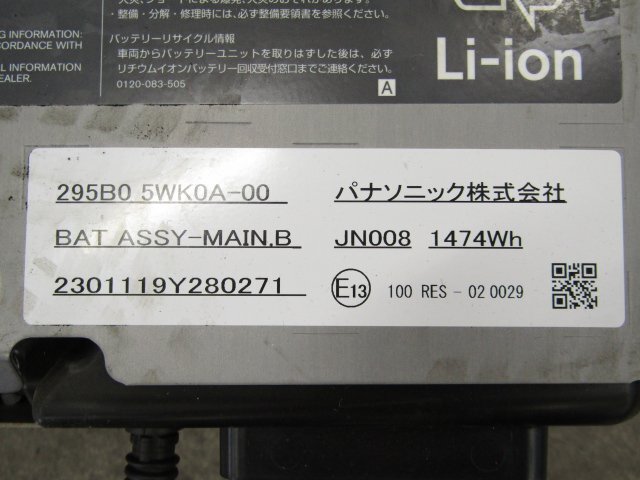 ・整備・分解・修理時には、必ず整備要領書を参照ください。
バッテリーリサイクル情報
車両からバッテリーユニットを取りはずした後は、必ず
リチウムイオンバッテリー回収受付窓口までご連絡ください。
0120-083-505
A
G INFORMATION:
CCORDANCE WITH
L INFORMATION
EALER.
Li-ion
295B0 5WK0A-00 パナソニック株式会社
BAT ASSY-MAIN.B JN008 1474Wh
2301119Y280271 E13 100 RES - 02 0029